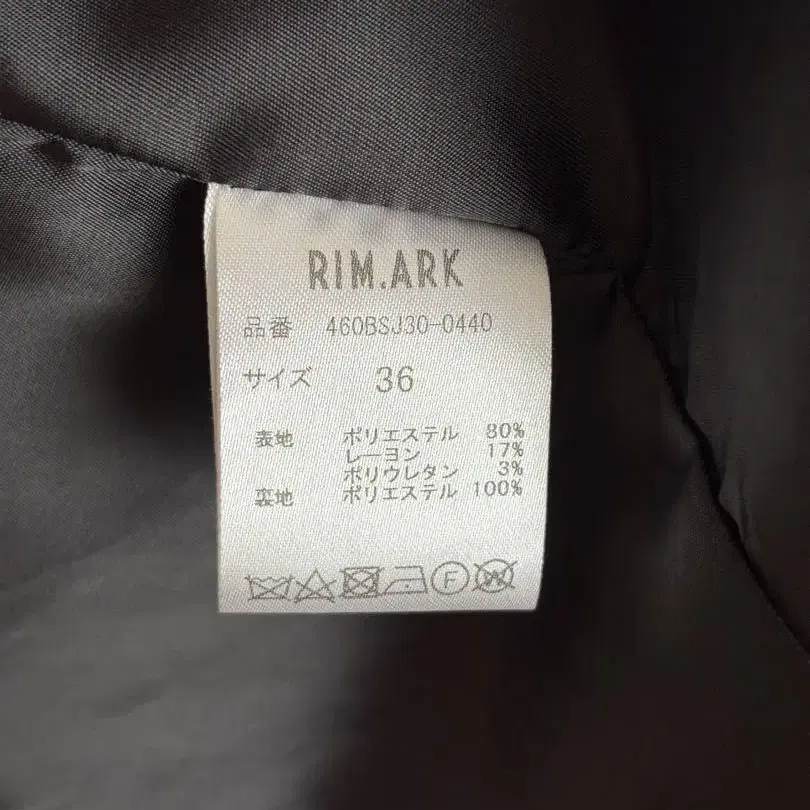 RIM.ARK
品番 460BSJ30-0440
サイズ 36
表地 ポリエステル 80%
レーヨン 17%
ポリウレタン 3%
裏地 ポリエステル 100%
F W